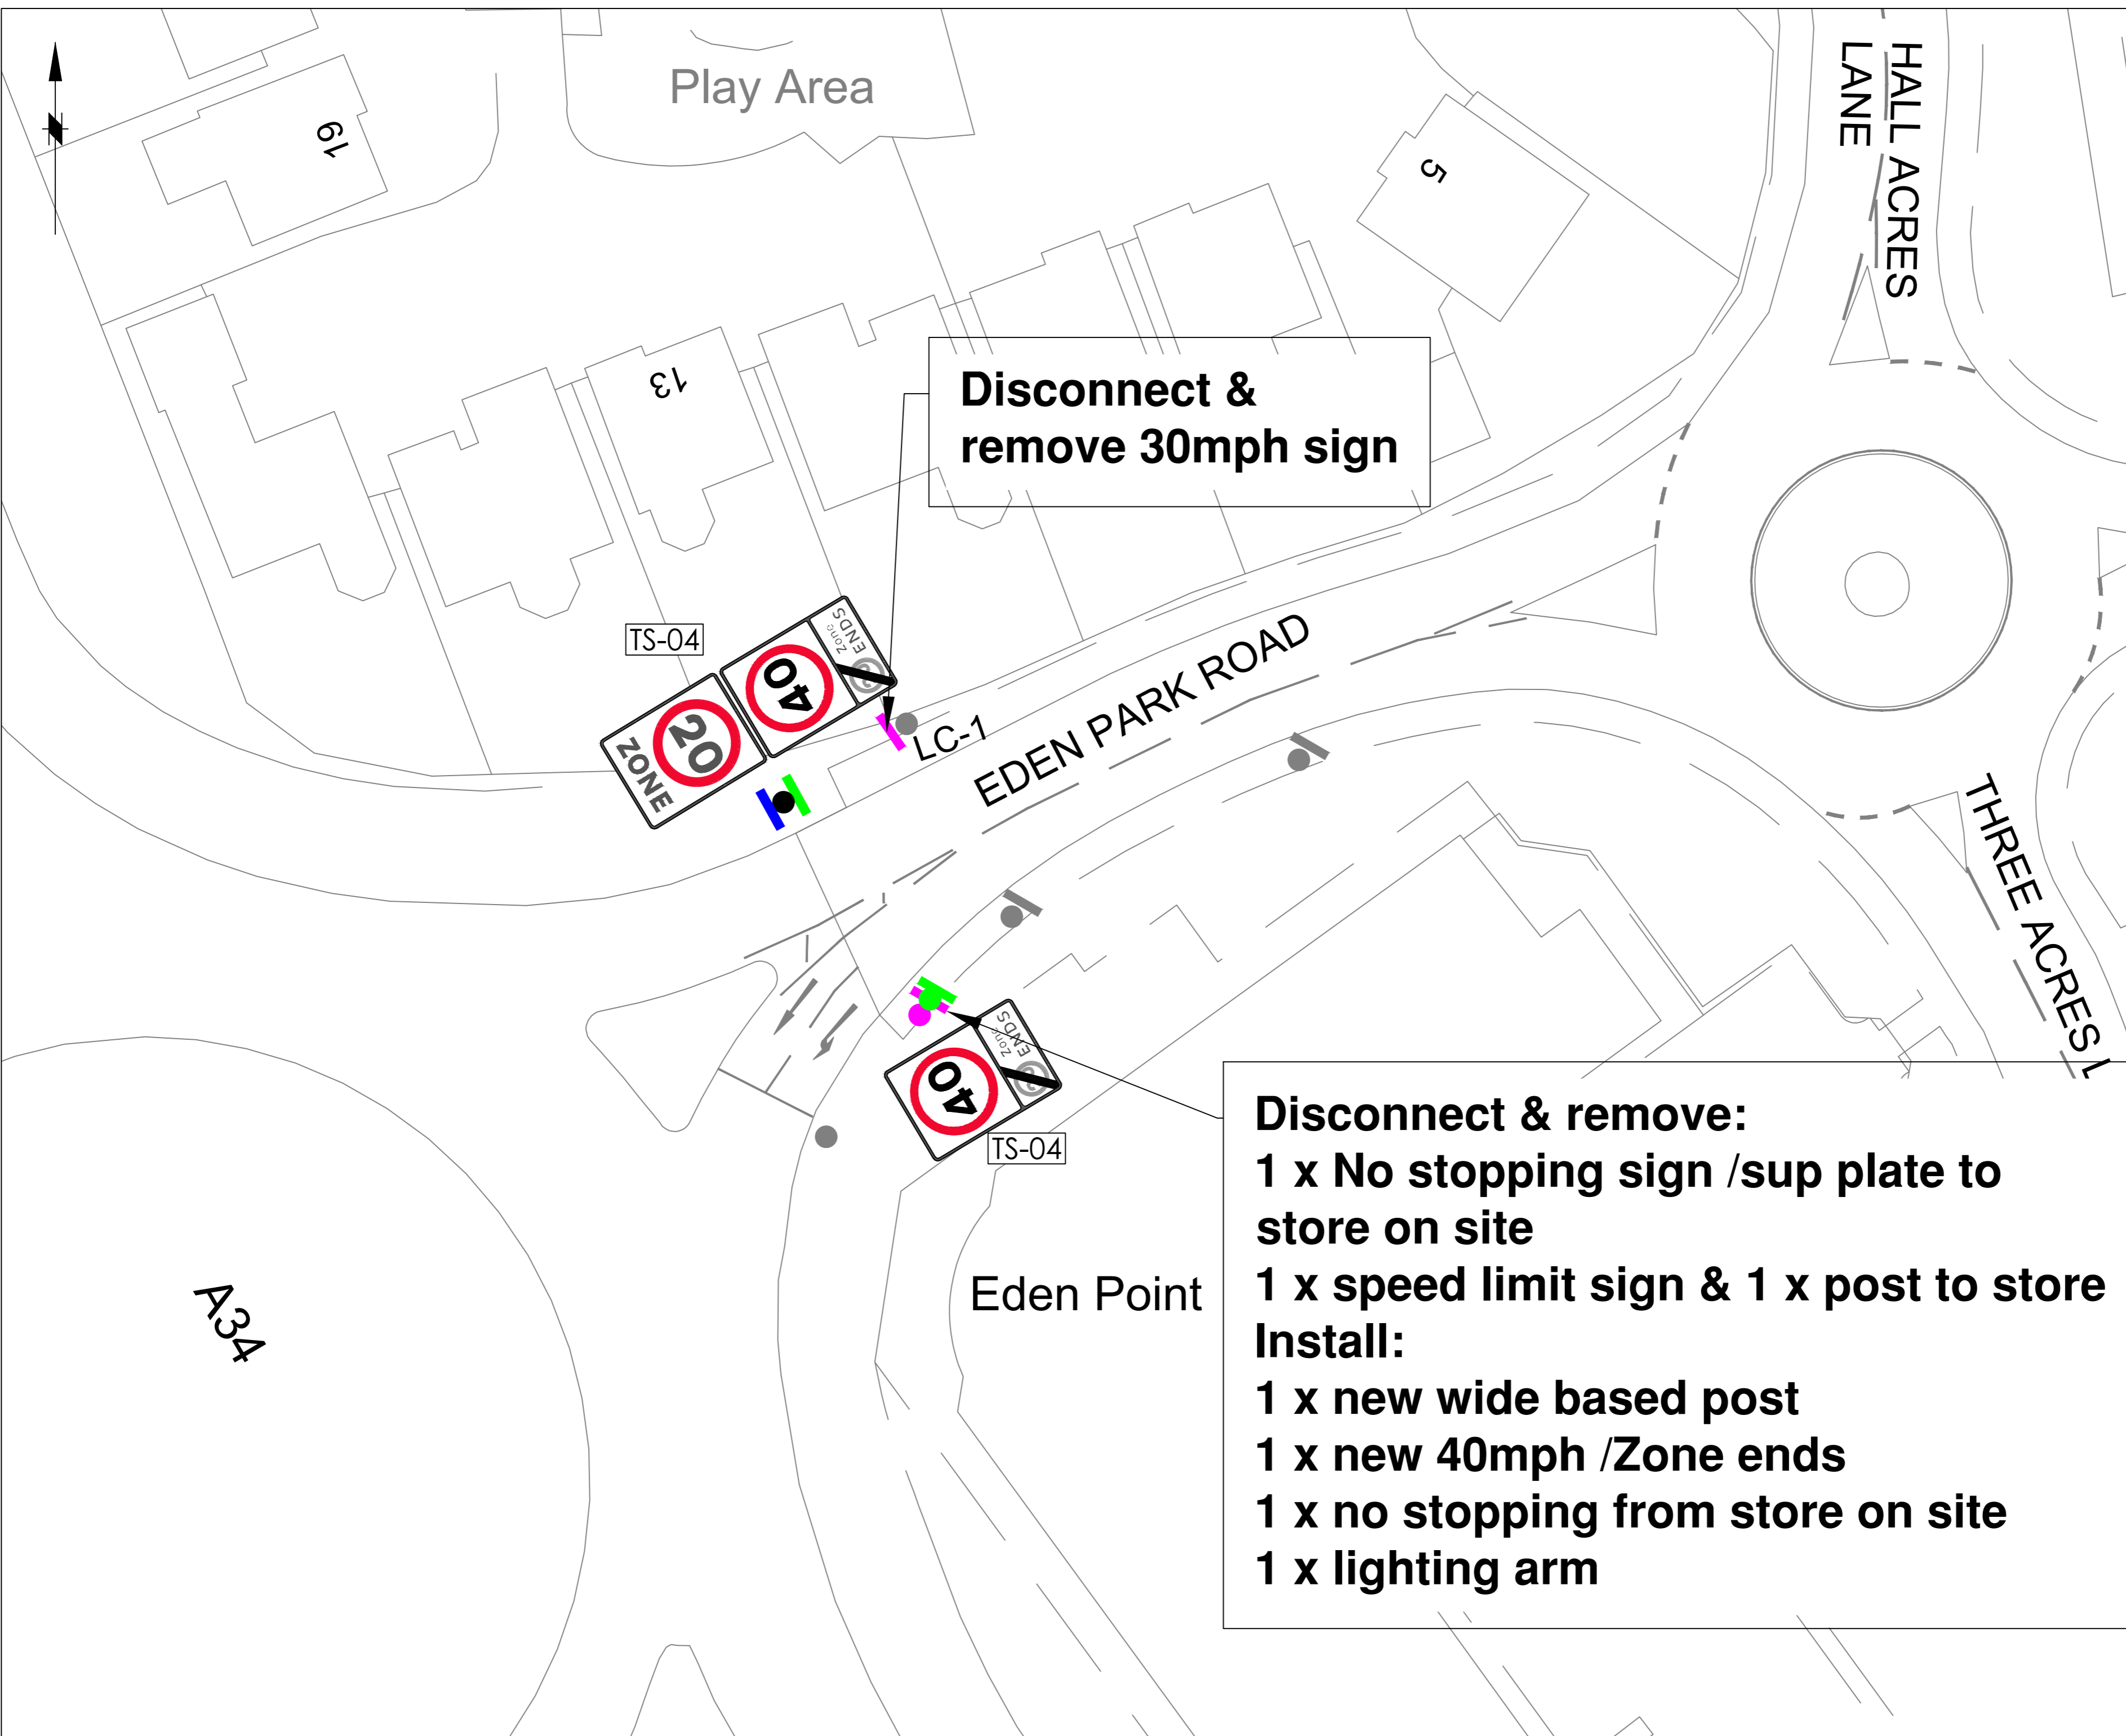 Play Area
HALL ACRES
LANE
19
5
13
Disconnect &
remove 30mph sign
TS-04
40
Zone
ENDS
20
ZONE
LC-1
EDEN PARK ROAD
THREE ACRES L
40
Zone
ENDS
TS-04
Disconnect & remove:
1 x No stopping sign /sup plate to
store on site
1 x speed limit sign & 1 x post to store
Install:
1 x new wide based post
1 x new 40mph /Zone ends
1 x no stopping from store on site
1 x lighting arm
Eden Point
A34